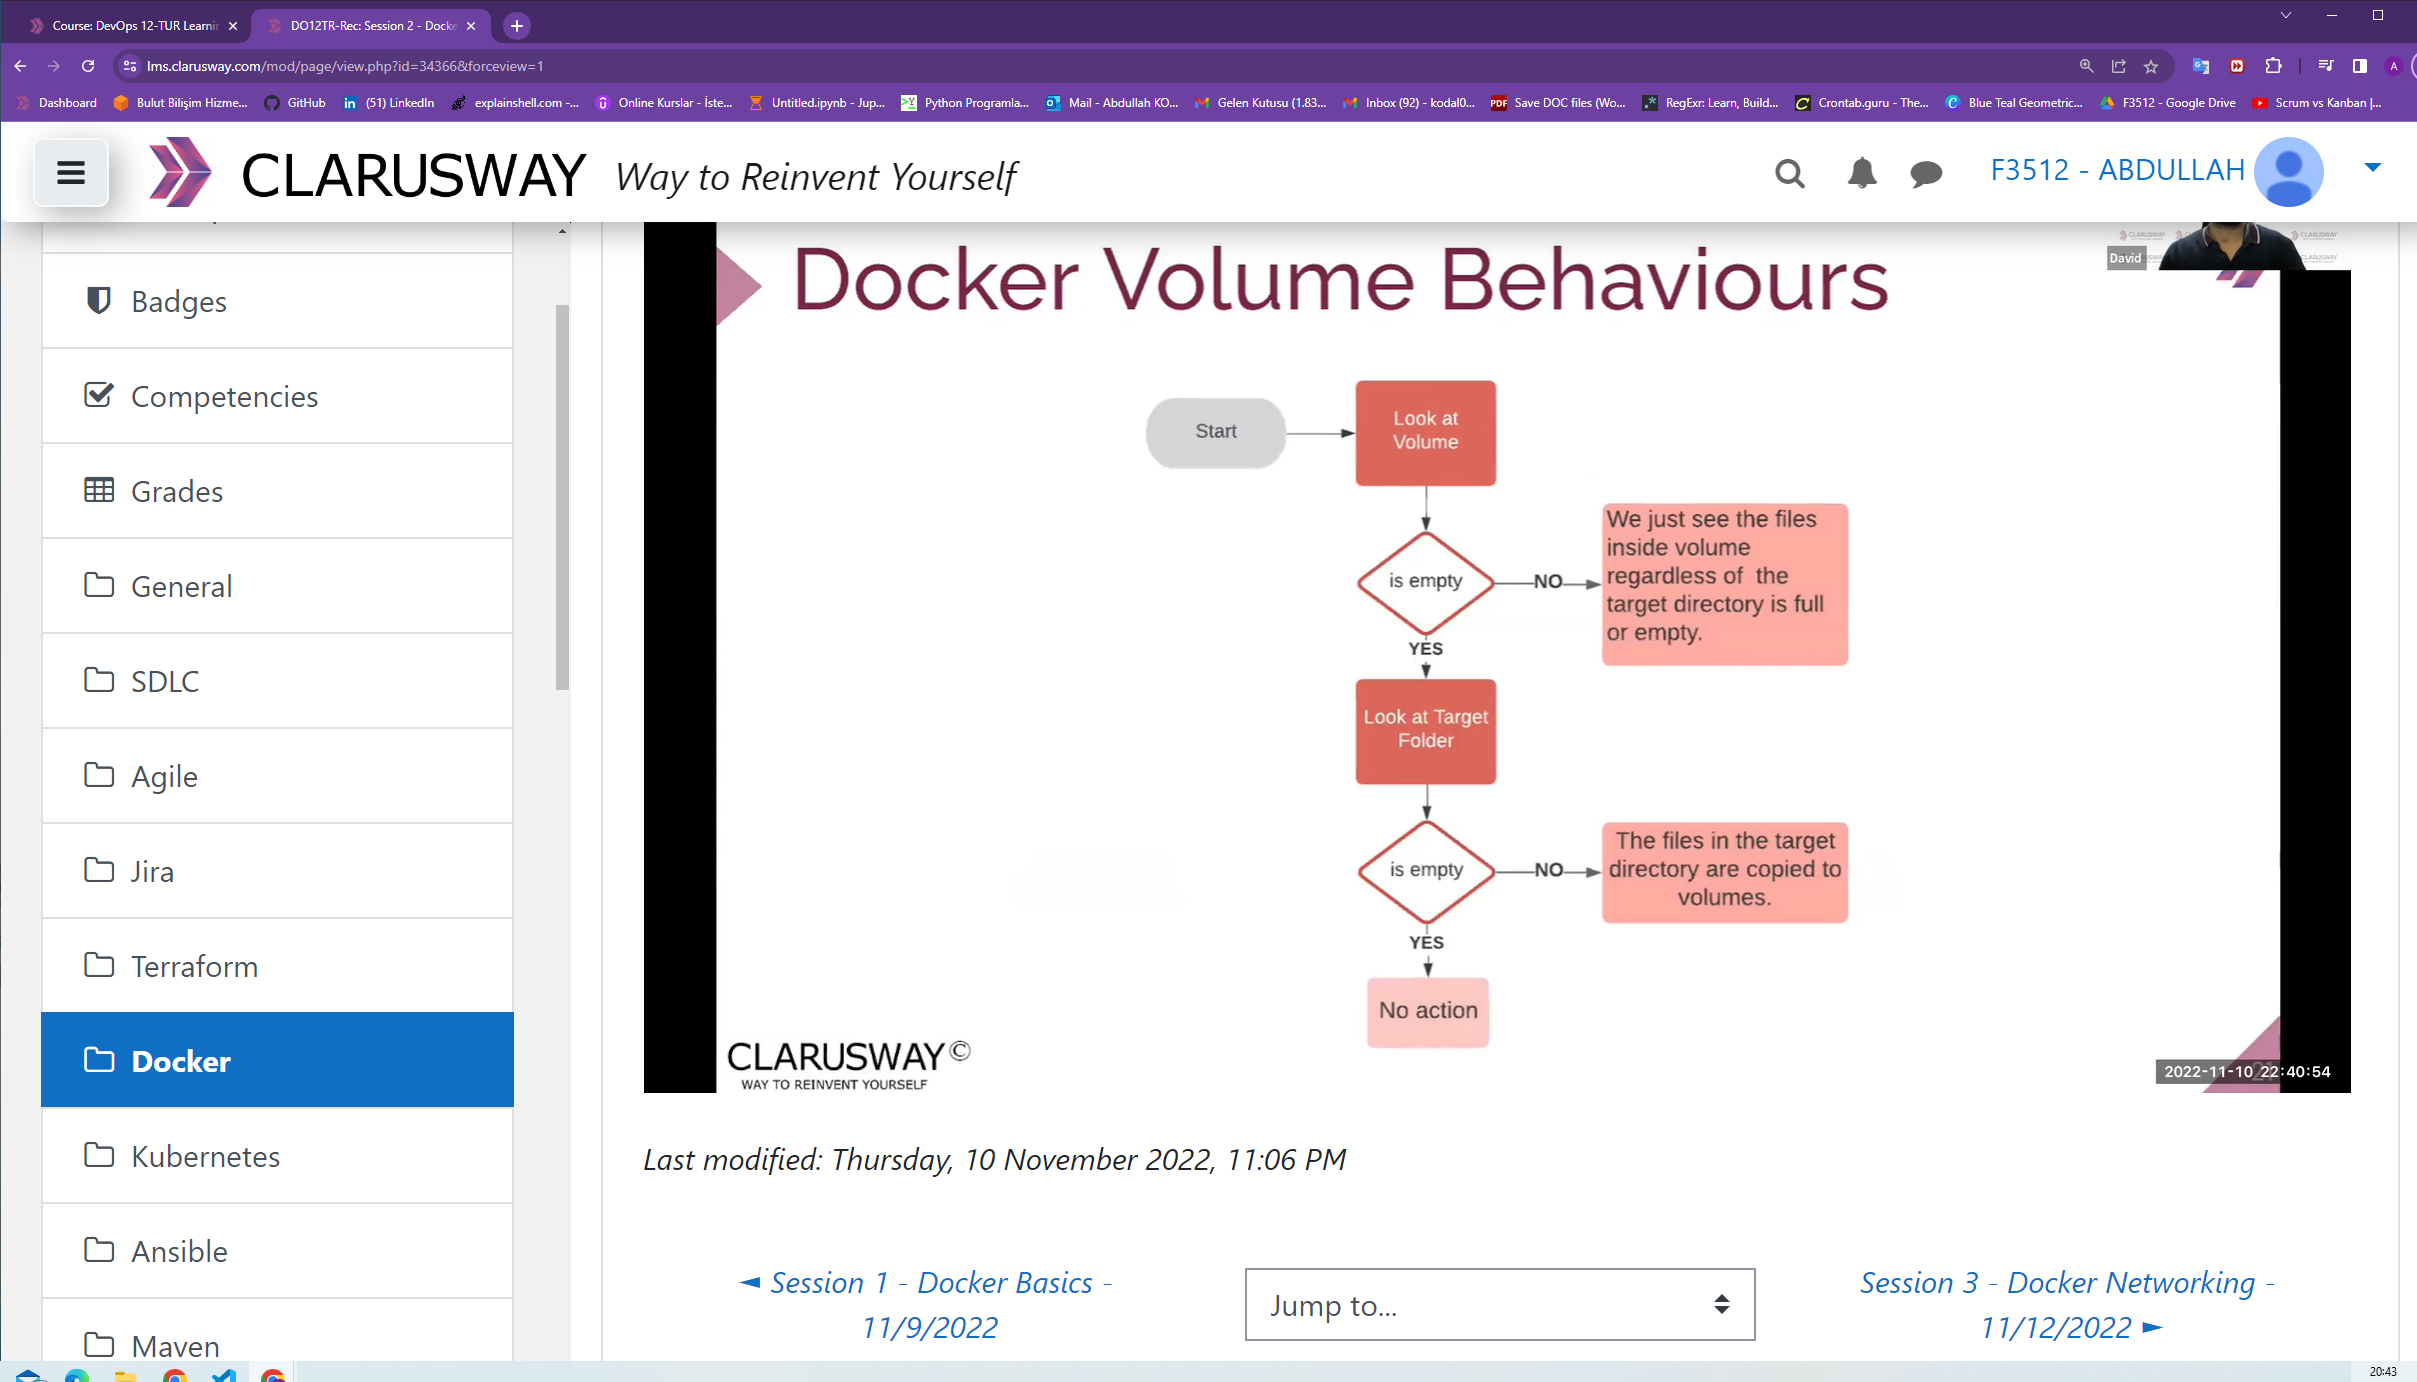 Course: DevOps 12-TUR Learnin
DO12TR-Rec: Session 2 - Docke
lms.clarusway.com/mod/page/view.php?id=34366&forceview=1
A
Dashboard
Bulut Bilişim Hizme...
GitHub
(51) LinkedIn
explainshell.com -...
Online Kurslar - İste...
Untitled.ipynb - Jup...
Python Programla...
Mail - Abdullah KO...
Gelen Kutusu (1.83...
Inbox (92) - kodal0...
PDF
Save DOC files (Wo...
RegExr: Learn, Build...
Crontab.guru - The...
Blue Teal Geometric...
F3512 - Google Drive
Scrum vs Kanban |...
CLARUSWAY
Way to Reinvent Yourself
F3512 - ABDULLAH
Badges
Competencies
Grades
General
SDLC
Agile
Jira
Terraform
Docker
Kubernetes
Ansible
Maven
David
Docker Volume Behaviours
Start
Look at
Volume
is empty
NO
We just see the files
inside volume
regardless of the
target directory is full
or empty.
YES
Look at Target
Folder
is empty
NO
The files in the target
directory are copied to
volumes.
YES
No action
CLARUSWAY©
WAY TO REINVENT YOURSELF
2022-11-10 22:40:54
Last modified: Thursday, 10 November 2022, 11:06 PM
◄ Session 1 - Docker Basics -
11/9/2022
Jump to...
Session 3 - Docker Networking -
11/12/2022 ►
20:43